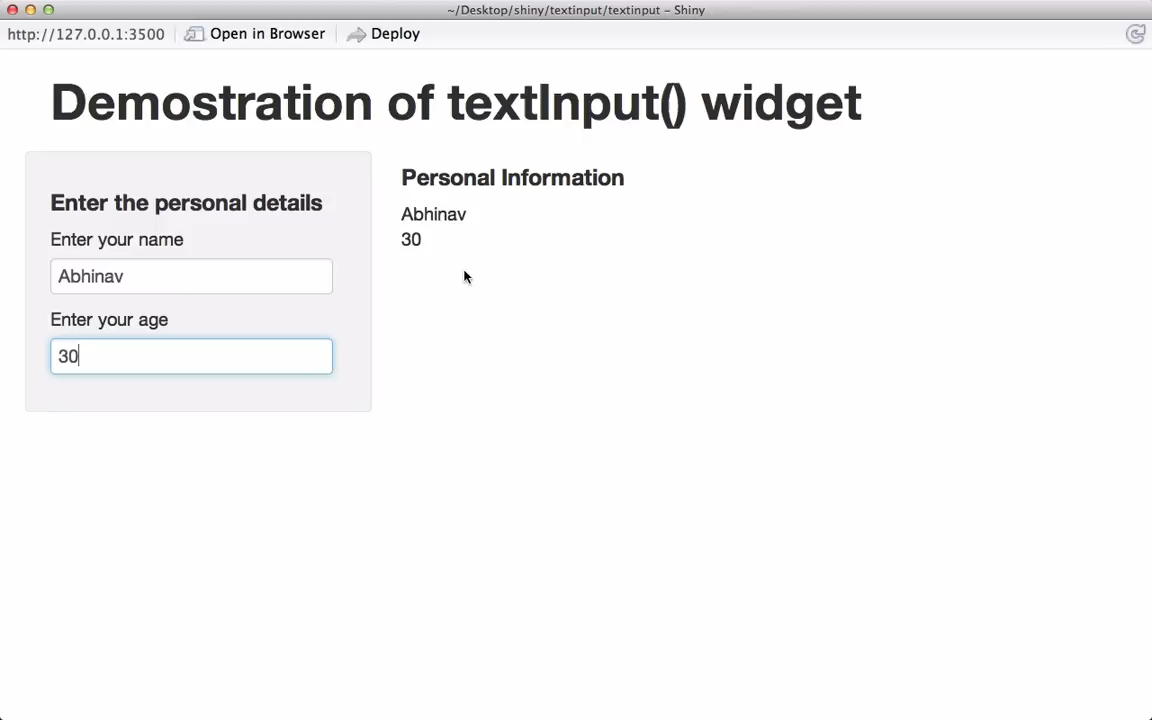 ~/Desktop/shiny/textinput/textinput - Shiny
http://127.0.0.1:3500 Open in Browser Deploy
Demostration of textInput() widget
Enter the personal details
Enter your name
Abhinav
Enter your age
30
Personal Information
Abhinav
30